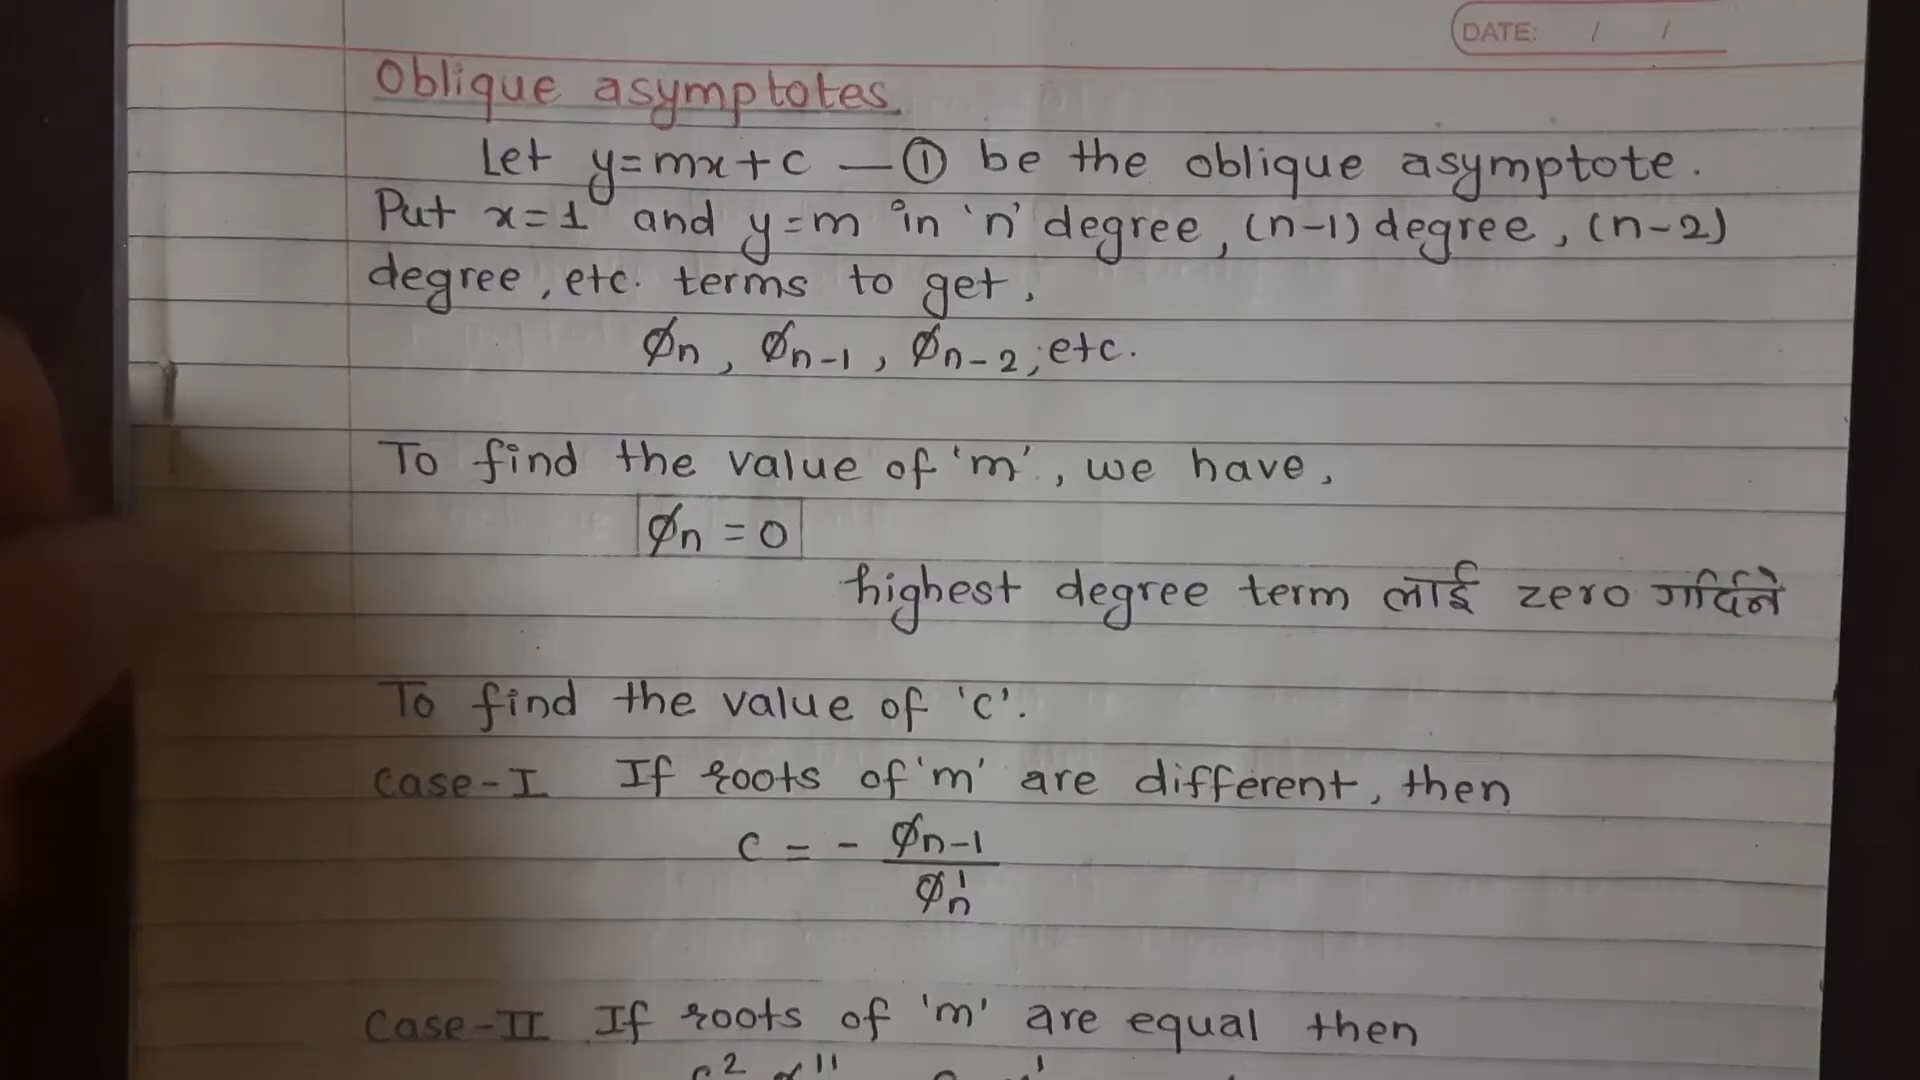 DATE: / /
Oblique asymptotes.
Let y=mx+c —① be the oblique asymptote.
Put x=1 and y=m in 'n' degree, (n-1) degree, (n-2)
degree, etc. terms to get,
Øn, Øn-1, Øn-2, etc.
To find the value of 'm', we have,
Øn = 0
highest degree term लाई zero गर्दिने
To find the value of 'c'.
Case-I If roots of 'm' are different, then
c = - Øn-1
Ø'n
Case-II If roots of 'm' are equal then